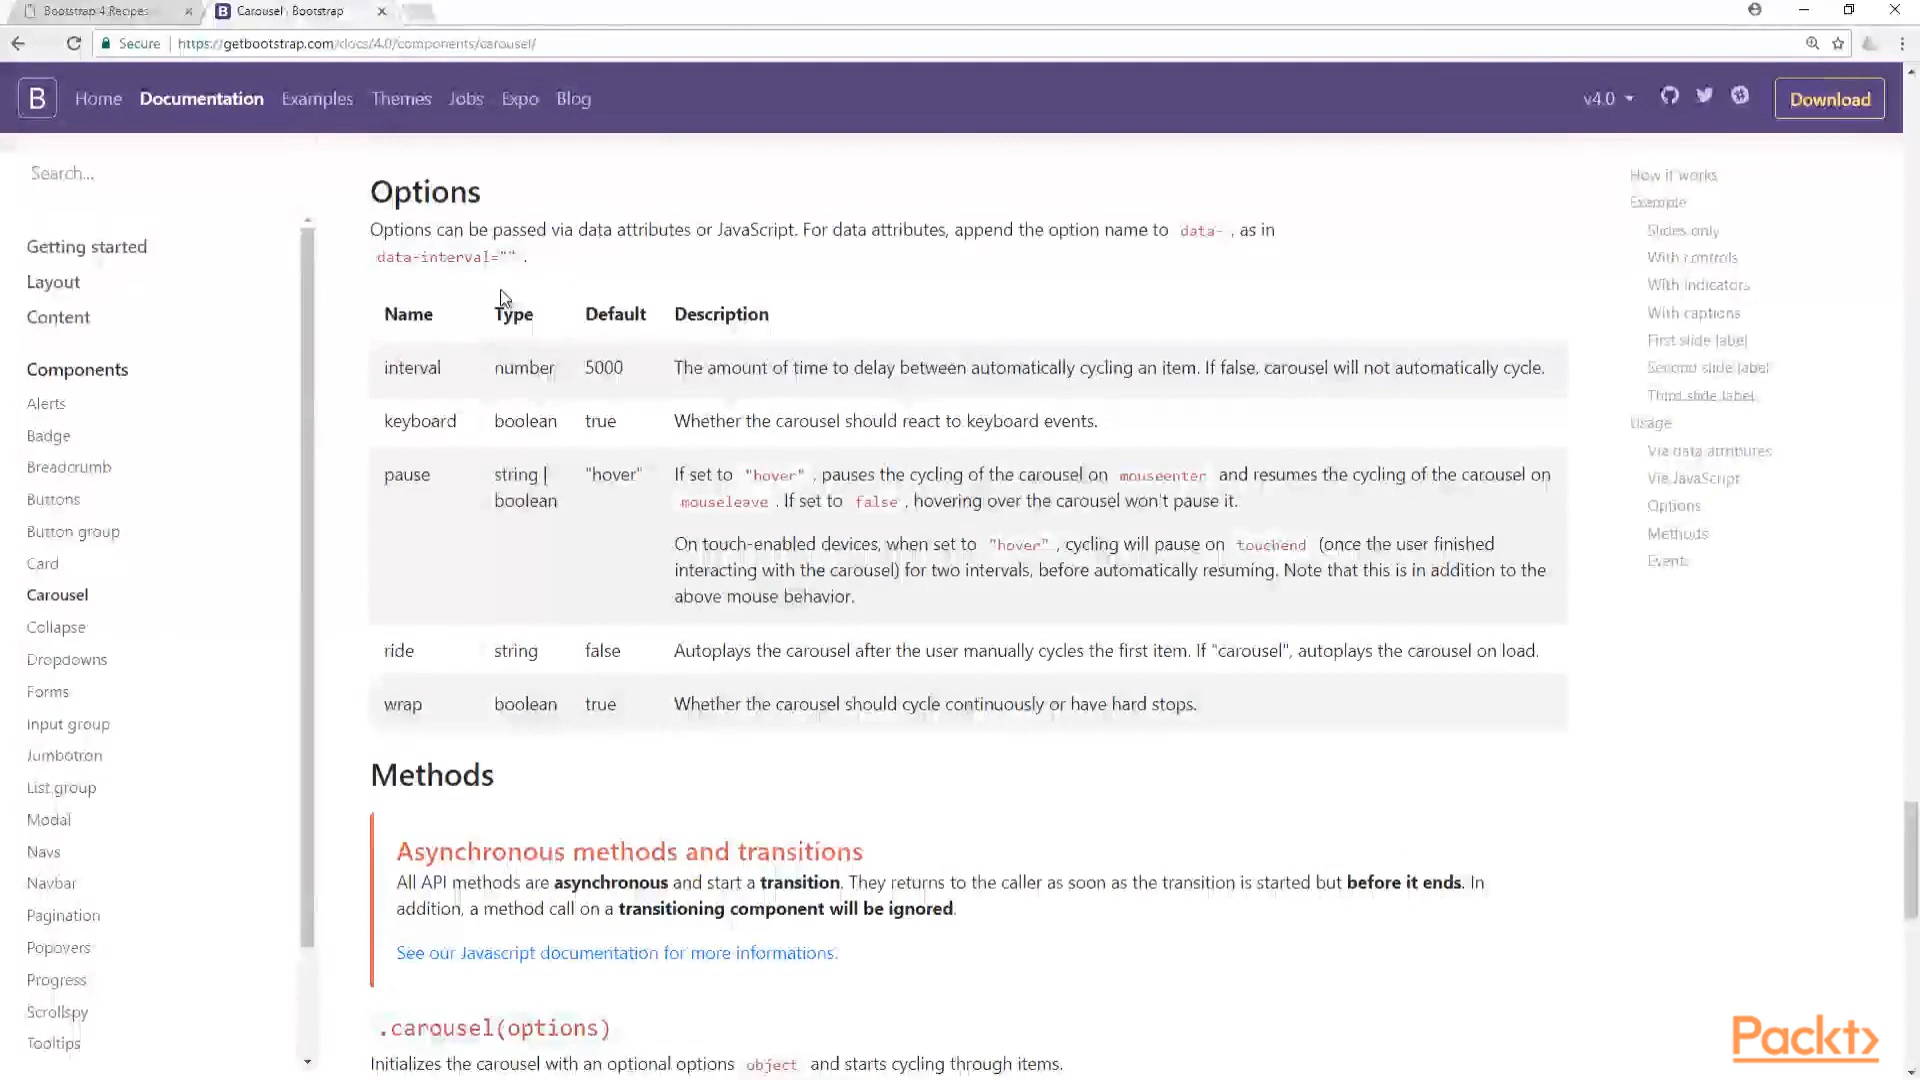 Bootstrap 4 Recipes
Carousel · Bootstrap
Secure
https://getbootstrap.com/docs/4.0/components/carousel/
B
Home
Documentation
Examples
Themes
Jobs
Expo
Blog
v4.0
Download
Search...
Getting started
Layout
Content
Components
Alerts
Badge
Breadcrumb
Buttons
Button group
Card
Carousel
Collapse
Dropdowns
Forms
Input group
Jumbotron
List group
Modal
Navs
Navbar
Pagination
Popovers
Progress
Scrollspy
Tooltips
Options
Options can be passed via data attributes or JavaScript. For data attributes, append the option name to data- , as in
data-interval="" .
Name Type Default Description
interval number 5000 The amount of time to delay between automatically cycling an item. If false, carousel will not automatically cycle.
keyboard boolean true Whether the carousel should react to keyboard events.
pause string | "hover" If set to "hover" , pauses the cycling of the carousel on mouseenter and resumes the cycling of the carousel on
boolean mouseleave . If set to false , hovering over the carousel won't pause it.
On touch-enabled devices, when set to "hover" , cycling will pause on touchend (once the user finished
interacting with the carousel) for two intervals, before automatically resuming. Note that this is in addition to the
above mouse behavior.
ride string false Autoplays the carousel after the user manually cycles the first item. If "carousel", autoplays the carousel on load.
wrap boolean true Whether the carousel should cycle continuously or have hard stops.
Methods
Asynchronous methods and transitions
All API methods are asynchronous and start a transition. They returns to the caller as soon as the transition is started but before it ends. In
addition, a method call on a transitioning component will be ignored.
See our Javascript documentation for more informations.
.carousel(options)
Initializes the carousel with an optional options object and starts cycling through items.
How it works
Example
Slides only
With controls
With indicators
With captions
First slide label
Second slide label
Third slide label
Usage
Via data attributes
Via JavaScript
Options
Methods
Events
Packt>